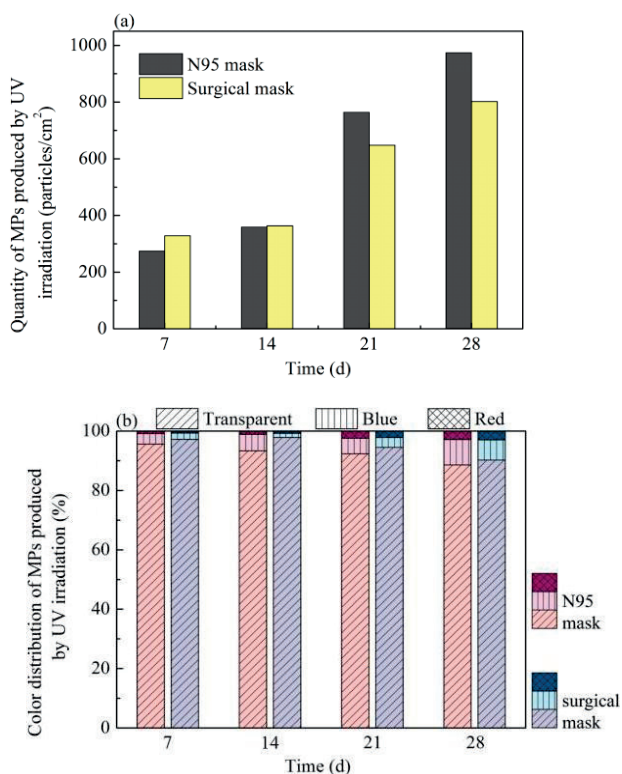 (a)
N95 mask
Surgical mask
Quantity of MPs produced by UV
irradiation (particles/cm²)
1000
800
600
400
200
0
7 14 21 28
Time (d)
(b)
Transparent Blue Red
Color distribution of MPs produced
by UV irradiation (%)
100
80
60
40
20
0
N95
mask
surgical
mask
7 14 21 28
Time (d)